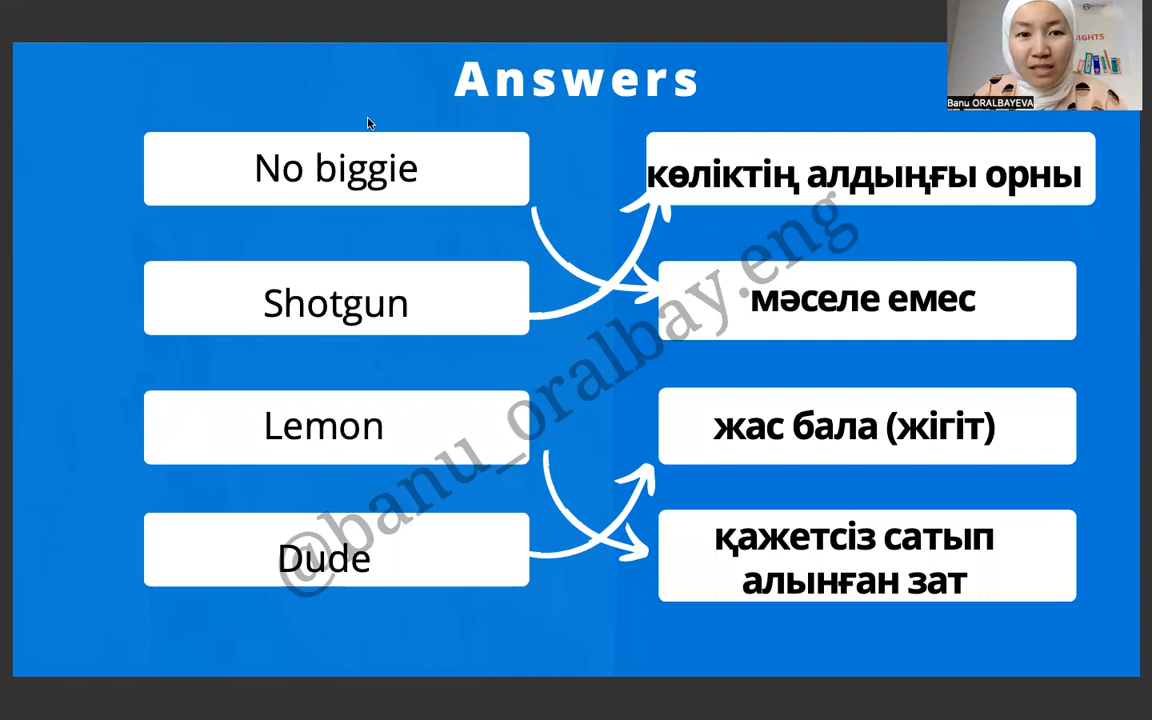 Answers
IGHTS
Banu ORALBAYEVA
No biggie
көліктің алдыңғы орны
Shotgun
мәселе емес
Lemon
жас бала (жігіт)
Dude
қажетсіз сатып
алынған зат
@banu_oralbay.eng